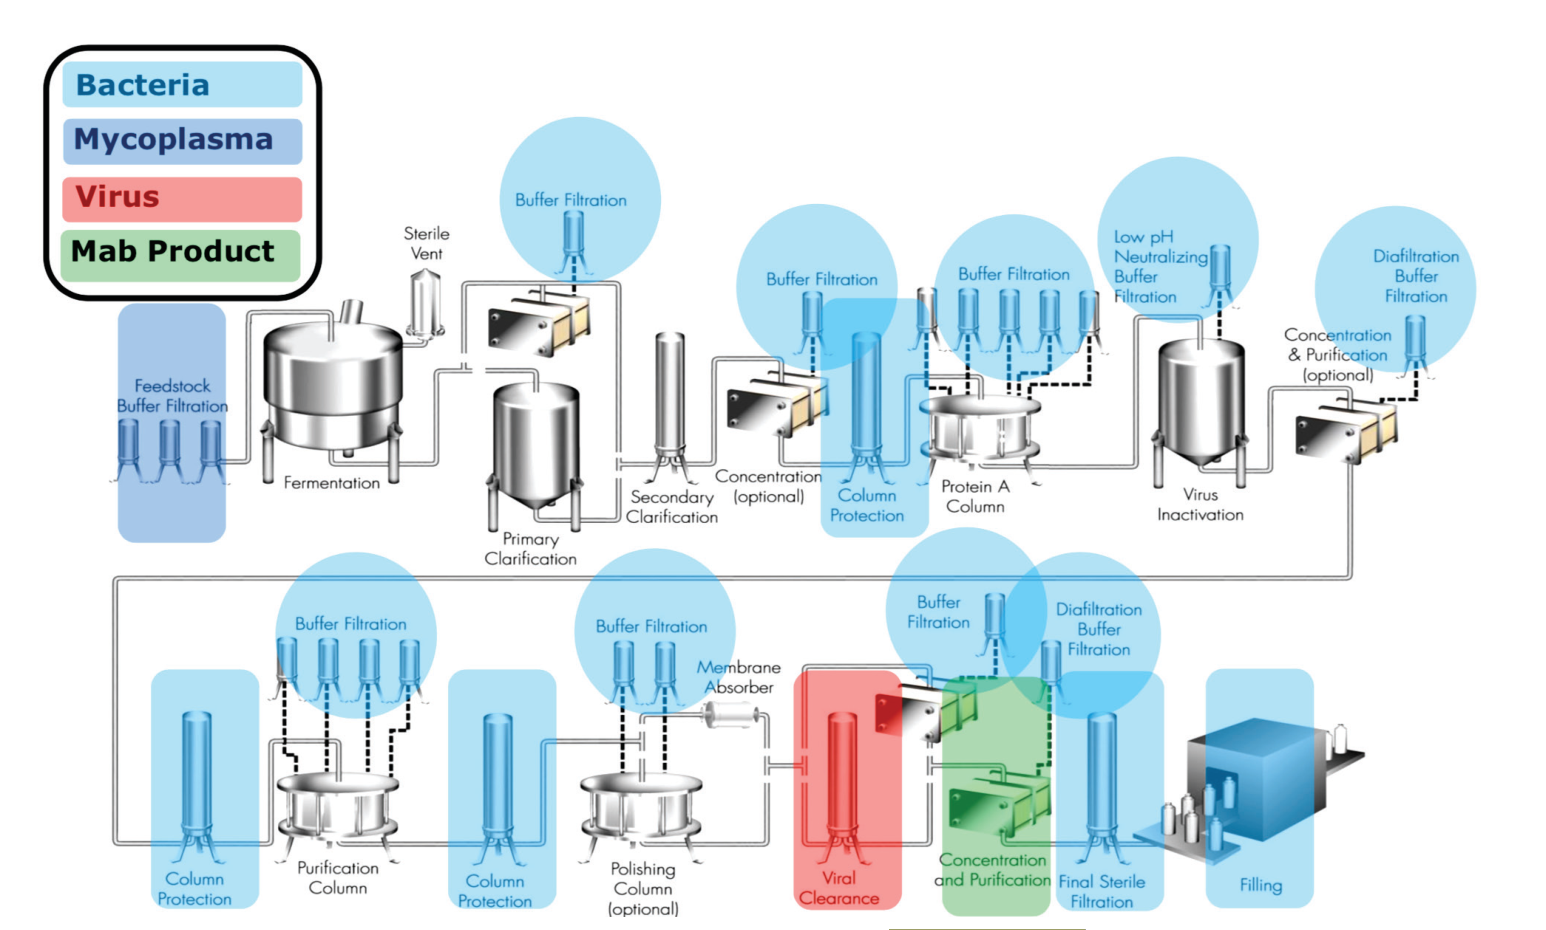 Bacteria
Mycoplasma
Virus
Mab Product
Sterile
Vent
Buffer Filtration
Feedstock
Buffer Filtration
Fermentation
Primary
Clarification
Secondary
Clarification
Buffer Filtration
Concentration
(optional)
Column
Protection
Buffer Filtration
Protein A
Column
Low pH
Neutralizing
Buffer
Filtration
Virus
Inactivation
Diafiltration
Buffer
Filtration
Concentration
& Purification
(optional)
Column
Protection
Buffer Filtration
Purification
Column
Column
Protection
Buffer Filtration
Polishing
Column
(optional)
Membrane
Absorber
Viral
Clearance
Buffer
Filtration
Diafiltration
Buffer
Filtration
Concentration
and Purification
Final Sterile
Filtration
Filling